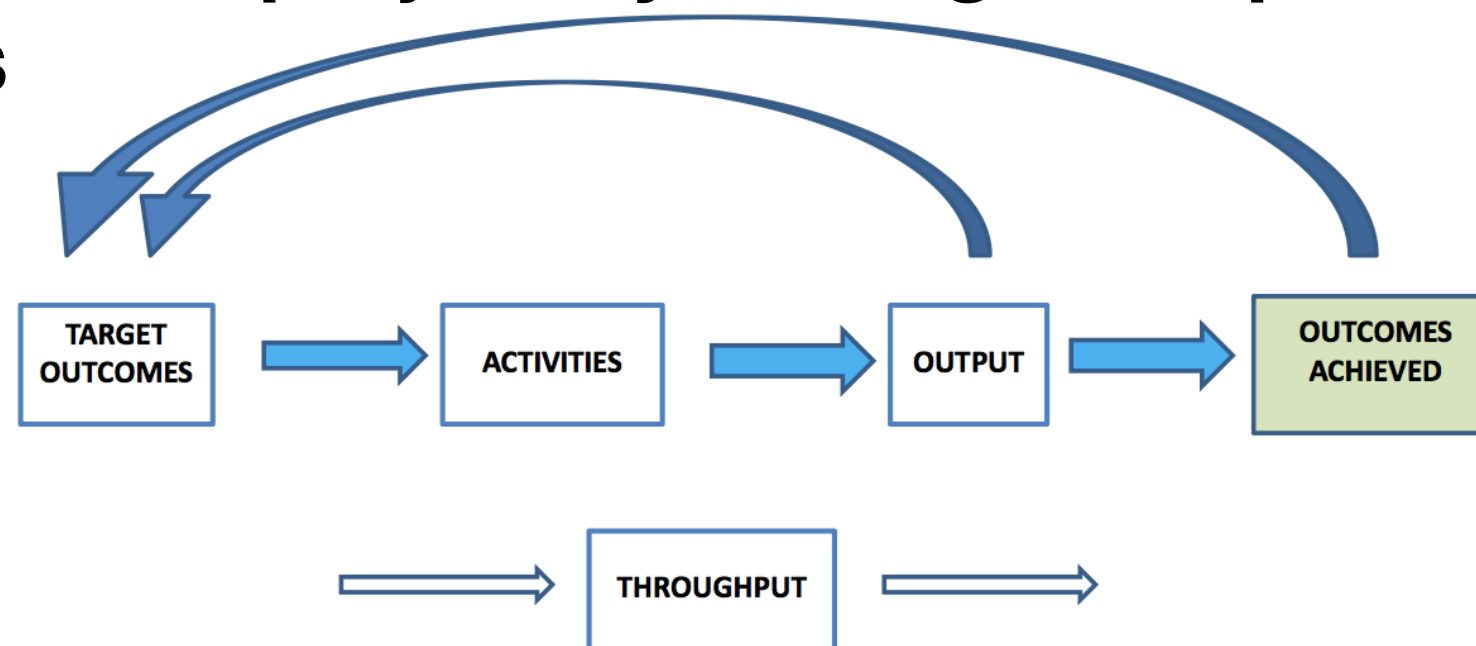 s
TARGET
OUTCOMES
ACTIVITIES
OUTPUT
OUTCOMES
ACHIEVED
THROUGHPUT